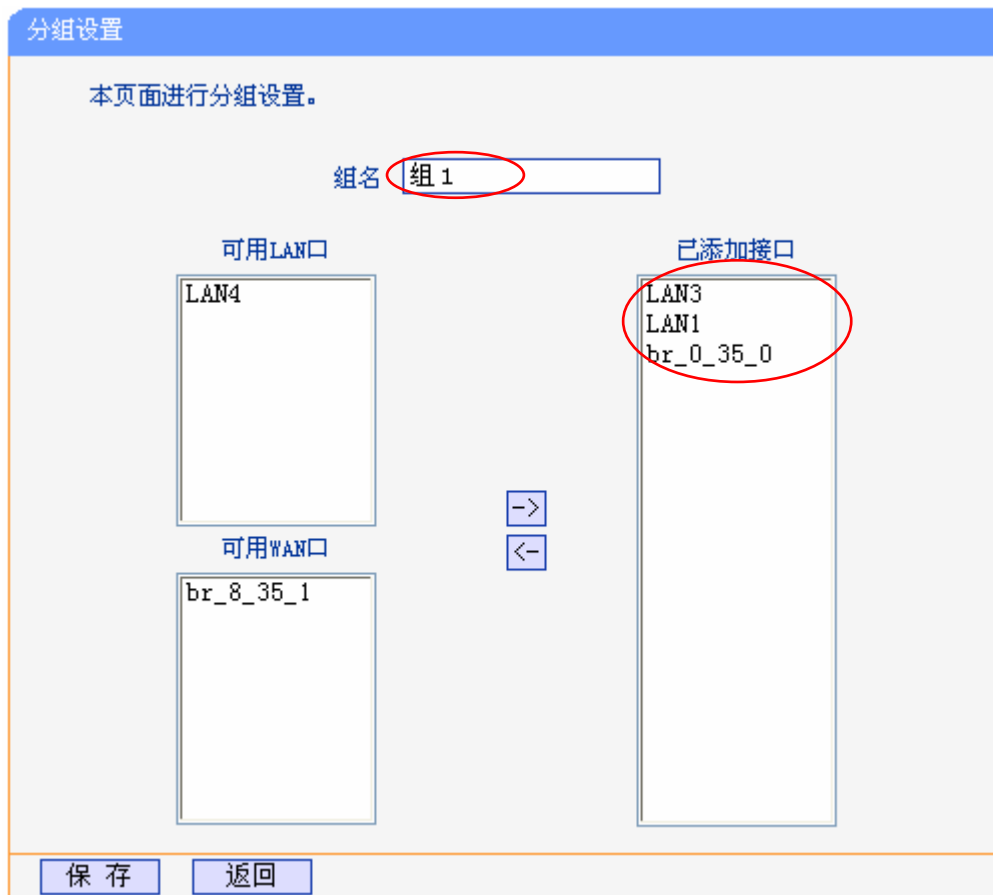 分组设置
本页面进行分组设置。
组名 组1
可用LAN口
LAN4
可用WAN口
br_8_35_1
->
<-
已添加接口
LAN3
LAN1
br_0_35_0
保 存 返回